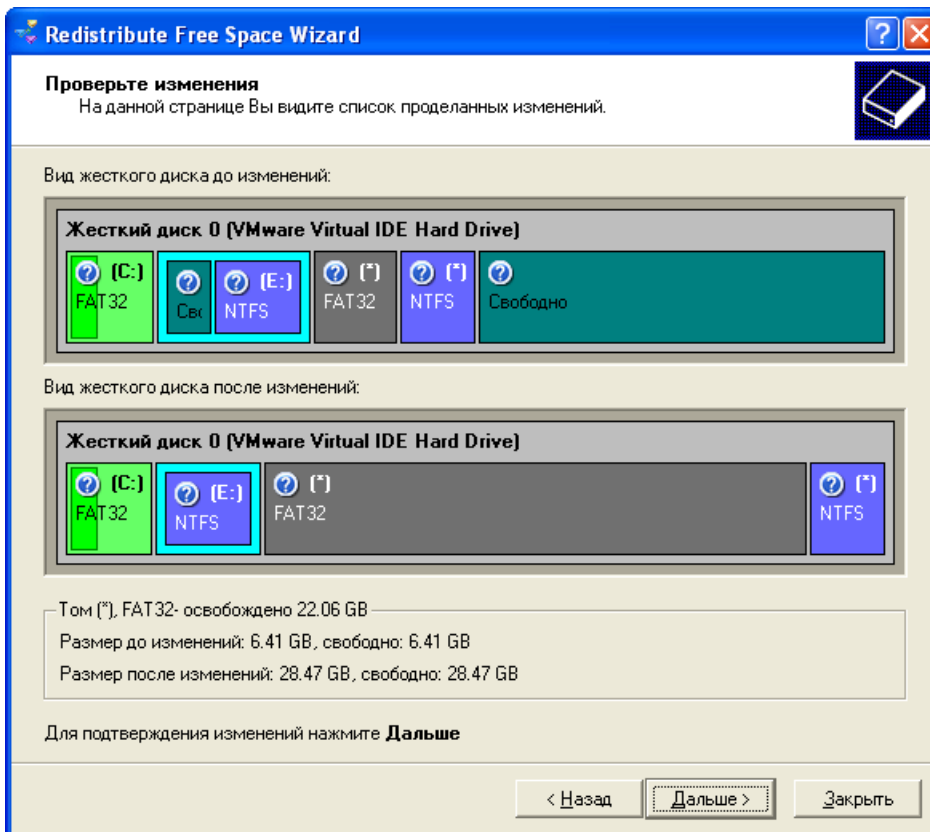 Redistribute Free Space Wizard
Проверьте изменения
На данной странице Вы видите список проделанных изменений.
Вид жесткого диска до изменений:
Жесткий диск 0 (VMware Virtual IDE Hard Drive)
(C:) (E:) (*) (*)
FAT32 Сво NTFS FAT32 NTFS Свободно
Вид жесткого диска после изменений:
Жесткий диск 0 (VMware Virtual IDE Hard Drive)
(C:) (E:) (*) (*)
FAT32 NTFS FAT32 NTFS
Том (*), FAT32- освобождено 22.06 GB
Размер до изменений: 6.41 GB, свободно: 6.41 GB
Размер после изменений: 28.47 GB, свободно: 28.47 GB
Для подтверждения изменений нажмите Дальше
< Назад Дальше > Закрыть